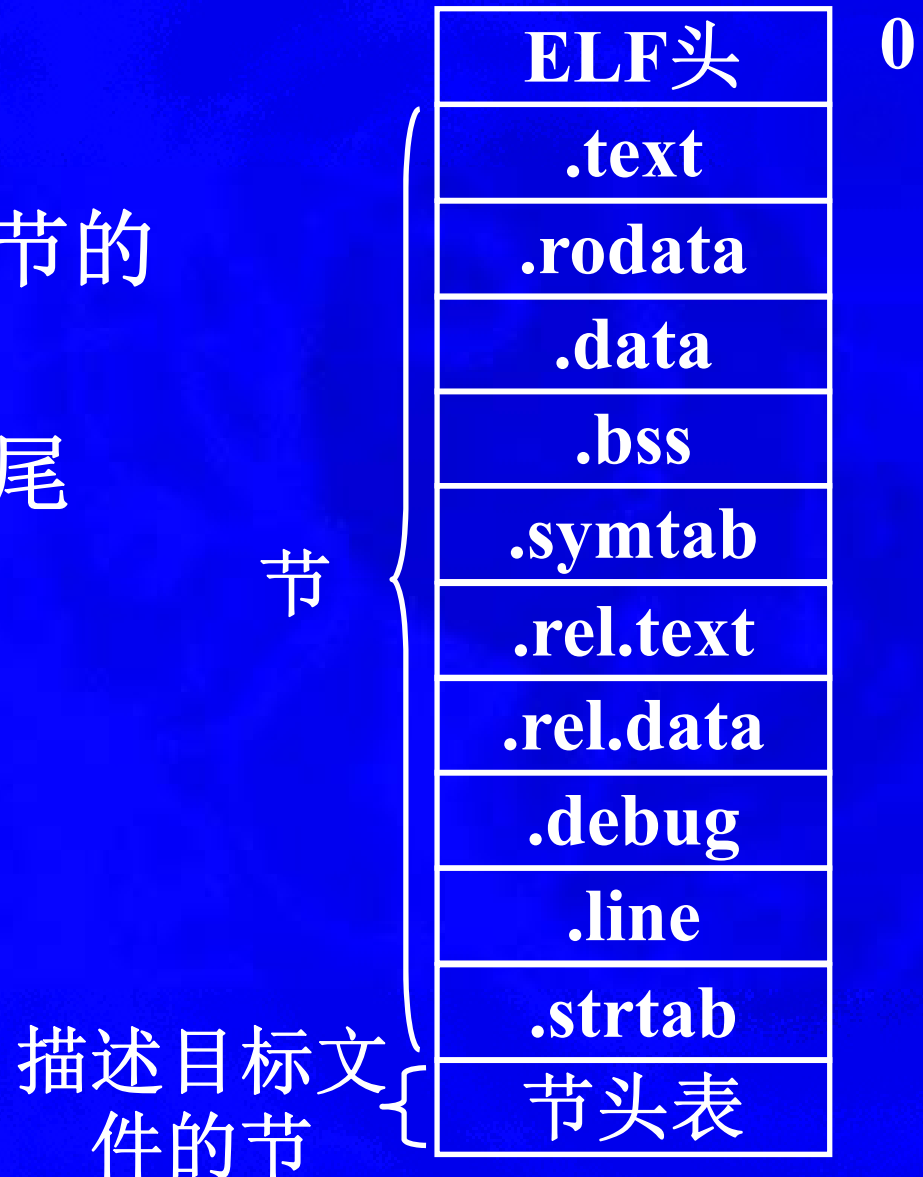 ELF头
0
.text
.rodata
节的
.data
.bss
尾
.symtab
节
.rel.text
.rel.data
.debug
.line
.strtab
描述目标文
件的节
节头表